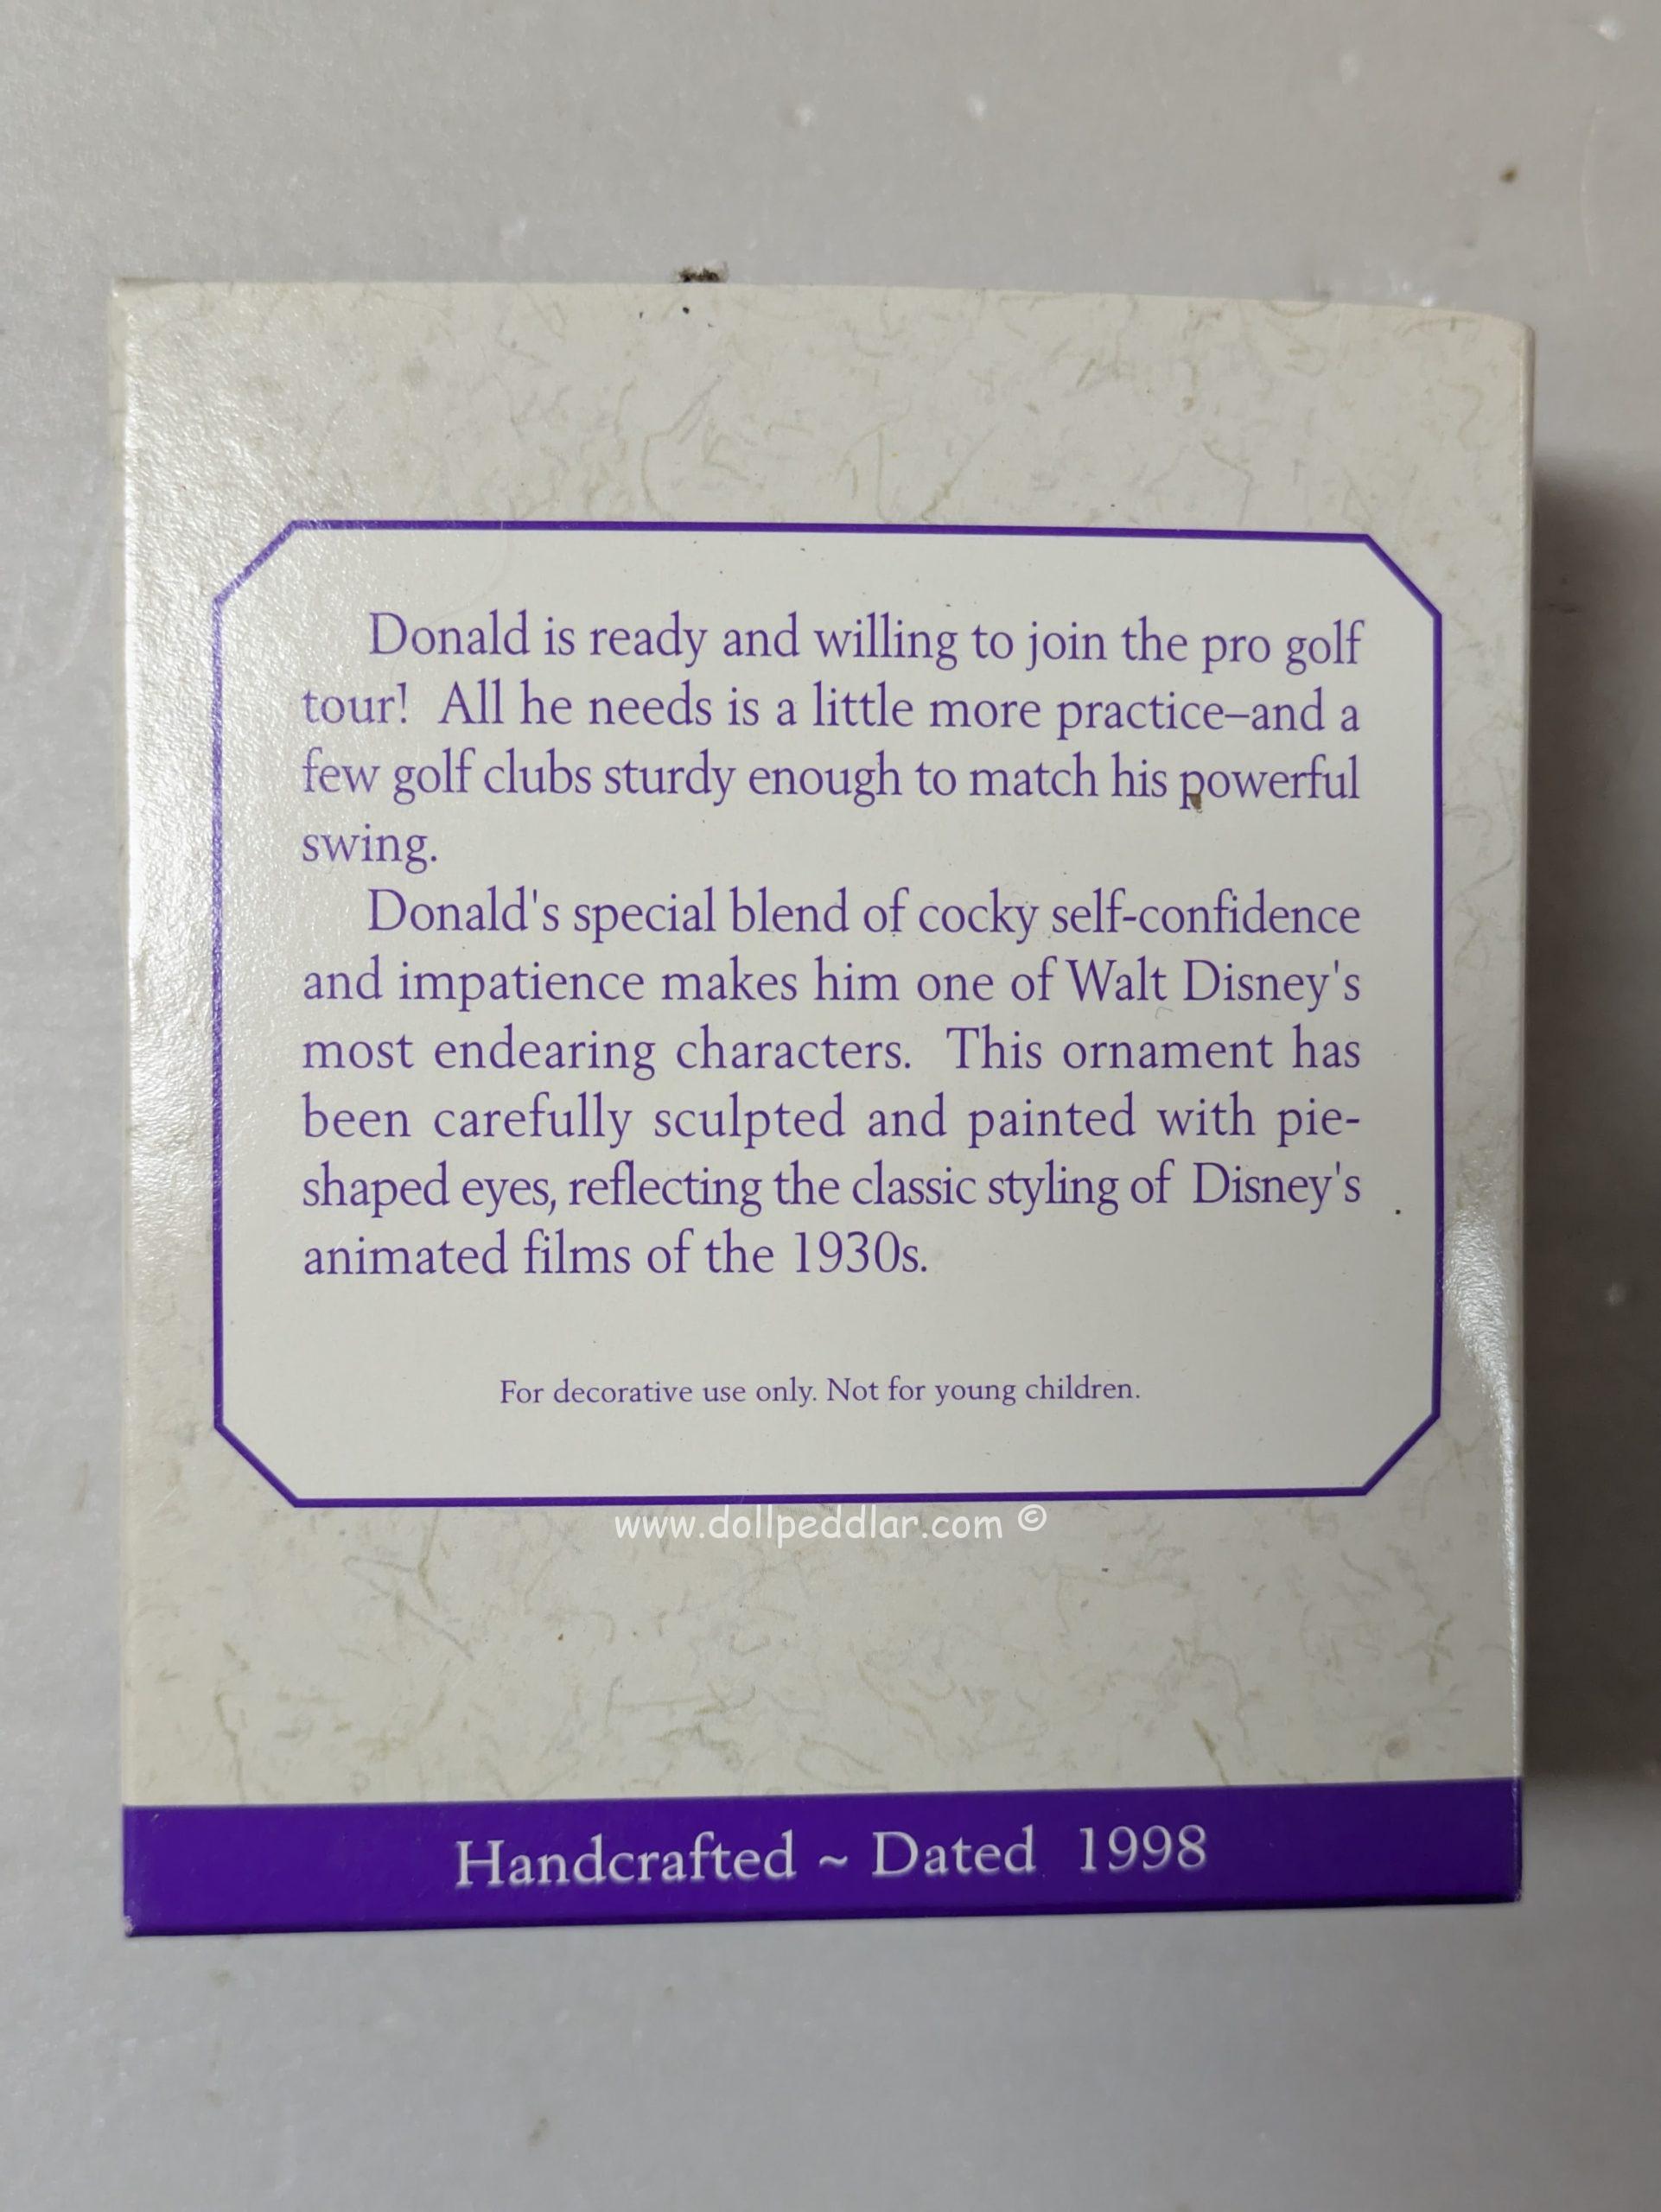 Donald is ready and willing to join the pro golf
tour! All he needs is a little more practice–and a
few golf clubs sturdy enough to match his powerful
swing.
Donald's special blend of cocky self-confidence
and impatience makes him one of Walt Disney's
most endearing characters. This ornament has
been carefully sculpted and painted with pie-
shaped eyes, reflecting the classic styling of Disney's
animated films of the 1930s.
For decorative use only. Not for young children.
www.dollpeddlar.com ©
Handcrafted ~ Dated 1998